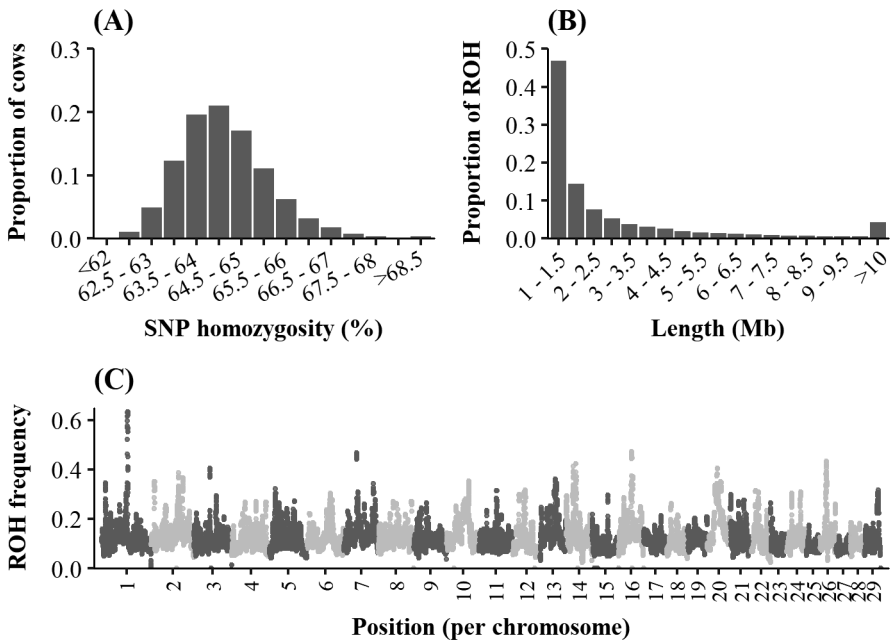 (A)
Proportion of cows
0.3
0.2
0.1
0.0
<62
62.5 - 63
63.5 - 64
64.5 - 65
65.5 - 66
66.5 - 67
67.5 - 68
>68.5
SNP homozygosity (%)
(B)
Proportion of ROH
0.5
0.4
0.3
0.2
0.1
0.0
1 - 1.5
2 - 2.5
3 - 3.5
4 - 4.5
5 - 5.5
6 - 6.5
7 - 7.5
8 - 8.5
9 - 9.5
>10
Length (Mb)
(C)
ROH frequency
0.6
0.4
0.2
0.0
1 2 3 4 5 6 7 8 9 10 11 12 13 14 15 16 17 18 19 20 21 22 23 24 25 26 27 28 29
Position (per chromosome)